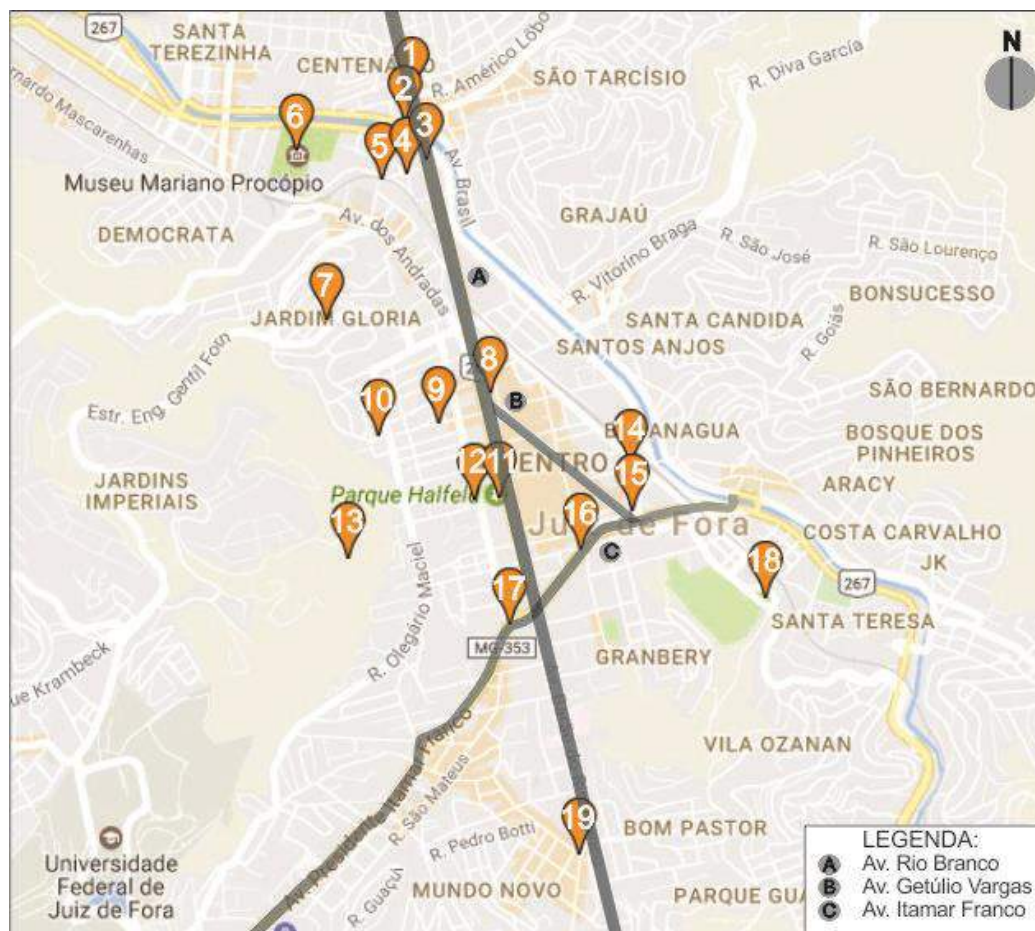 267
SANTA
TEREZINHA
CENTENÁRIO
1
R. Américo Lôbo
SÃO TARCÍSIO
R. Diva Garcia
N
2
3
4
5
6
Bernardo Mascarenhas
Museu Mariano Procópio
Av. Brasil
DEMOCRATA
Av. dos Andradas
GRAJAÚ
R. Vitorino Braga
R. São José
R. São Lourenço
A
7
JARDIM GLORIA
BONSUCESSO
SANTA CANDIDA
SANTOS ANJOS
R. Goiás
8
Estr. Eng. Gentil Forn
9
10
B
SÃO BERNARDO
14
BOSQUE DOS
PINHEIROS
12
11
CENTRO
15
ARACY
JARDINS
IMPERIAIS
Parque Halfeld
13
16
Juiz de Fora
COSTA CARVALHO
JK
C
18
267
17
R. Olegário Maciel
SANTA TERESA
MG-353
GRANBERY
que Krambeck
VILA OZANAN
Av. Presidente Itamar Franco
R. São Mateus
19
R. Pedro Botti
BOM PASTOR
Universidade
Federal de
Juiz de Fora
R. Guaçuí
MUNDO NOVO
PARQUE GUA
LEGENDA:
A Av. Rio Branco
B Av. Getúlio Vargas
C Av. Itamar Franco